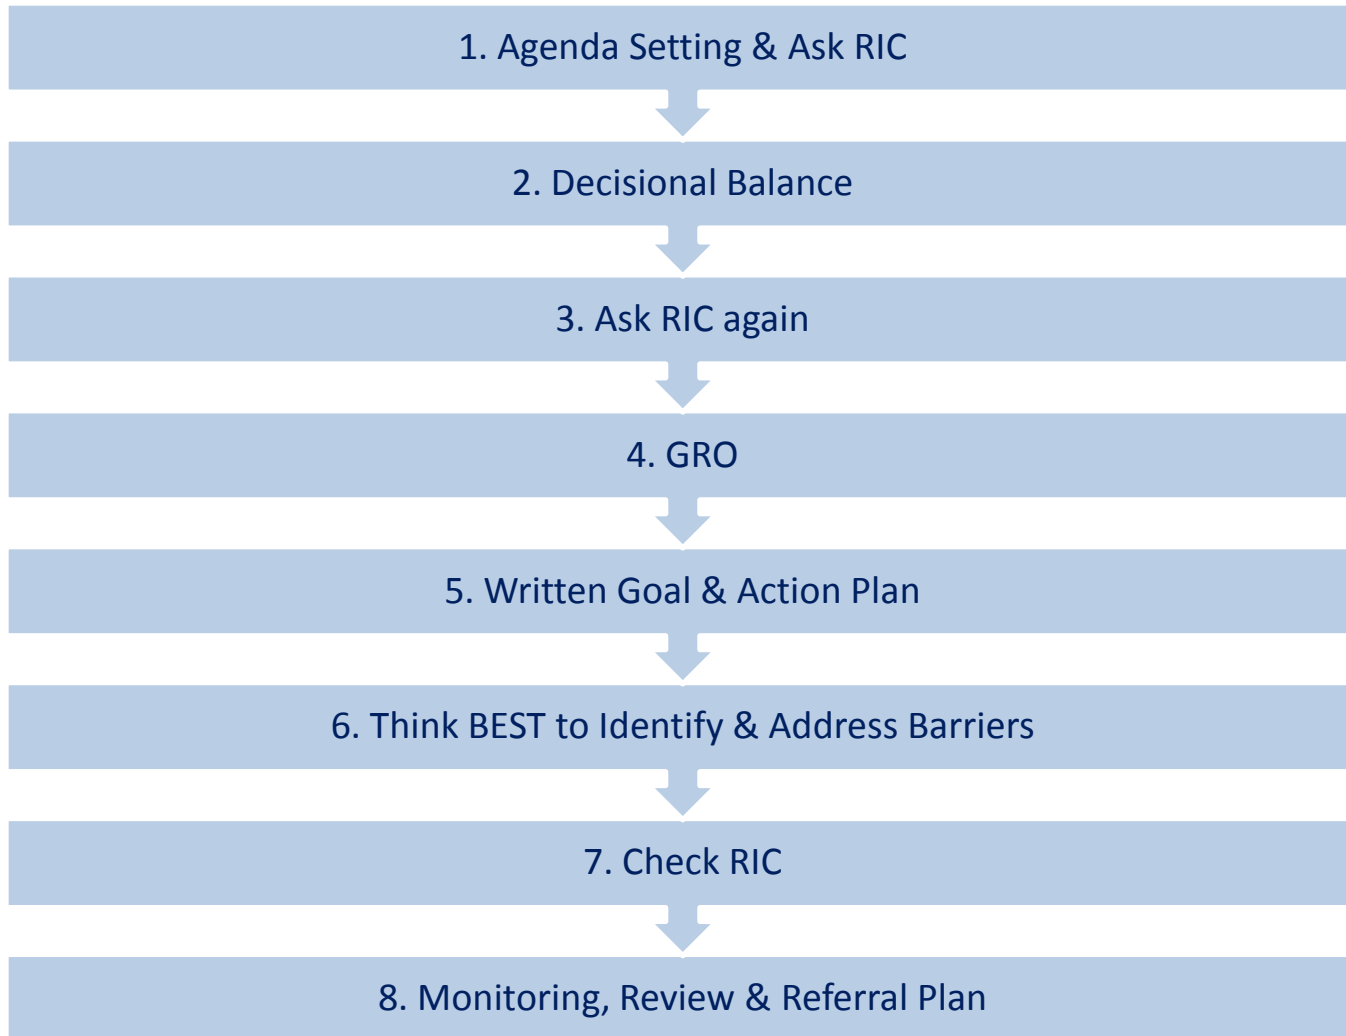 1. Agenda Setting & Ask RIC
2. Decisional Balance
3. Ask RIC again
4. GRO
5. Written Goal & Action Plan
6. Think BEST to Identify & Address Barriers
7. Check RIC
8. Monitoring, Review & Referral Plan